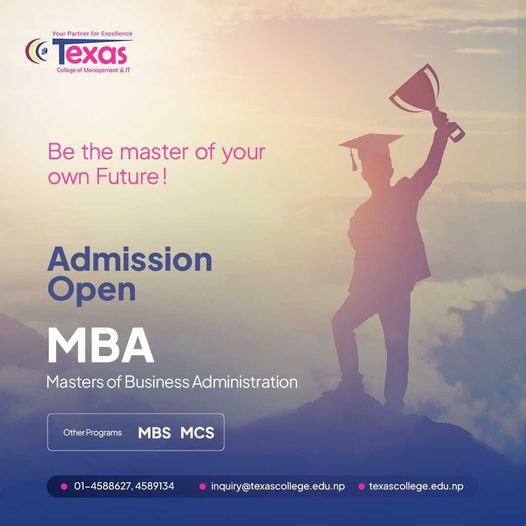 Your Partner for Excellence
Texas
College of Management & IT
Be the master of your
own Future!
Admission
Open
MBA
Masters of Business Administration
Other Programs MBS MCS
01-4588627, 4589134 inquiry@texascollege.edu.np texascollege.edu.np